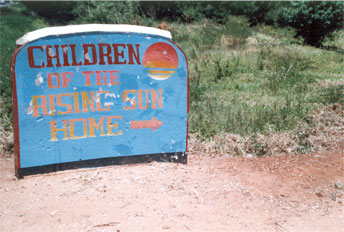 CHILDREN
OF THE
RISING SUN
HOME